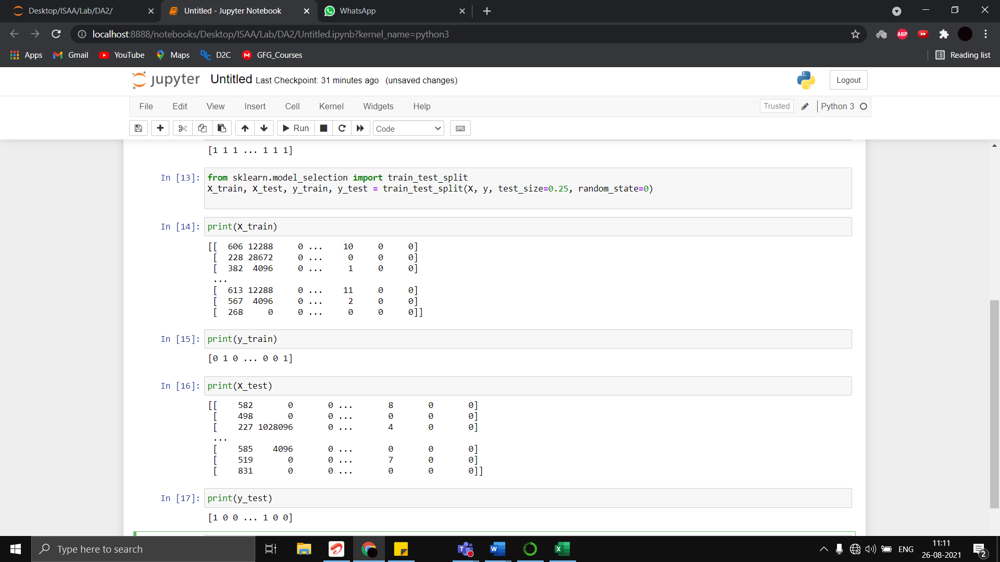 Desktop/ISAA/Lab/DA2/
Untitled - Jupyter Notebook
WhatsApp
localhost:8888/notebooks/Desktop/ISAA/Lab/DA2/Untitled.ipynb?kernel_name=python3
ABP
Apps
Gmail
YouTube
Maps
D2C
GFG_Courses
Reading list
jupyter Untitled Last Checkpoint: 31 minutes ago (unsaved changes)
Logout
File Edit View Insert Cell Kernel Widgets Help
Trusted
Python 3
Run
Code
[1 1 1 ... 1 1 1]
In [13]: from sklearn.model_selection import train_test_split
X_train, X_test, y_train, y_test = train_test_split(X, y, test_size=0.25, random_state=0)
In [14]: print(X_train)
[[  606 12288     0 ...    10     0     0]
 [  228 28672     0 ...     0     0     0]
 [  382  4096     0 ...     1     0     0]
 ...
 [  613 12288     0 ...    11     0     0]
 [  567  4096     0 ...     2     0     0]
 [  268     0     0 ...     0     0     0]]
In [15]: print(y_train)
[0 1 0 ... 0 0 1]
In [16]: print(X_test)
[[    582       0       0 ...       8       0       0]
 [    498       0       0 ...       0       0       0]
 [    227 1028096       0 ...       4       0       0]
 ...
 [    585    4096       0 ...       0       0       0]
 [    519       0       0 ...       7       0       0]
 [    831       0       0 ...       0       0       0]]
In [17]: print(y_test)
[1 0 0 ... 1 0 0]
Type here to search
ENG
11:11
26-08-2021
2